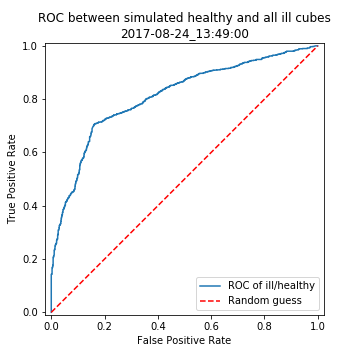 ROC between simulated healthy and all ill cubes
2017-08-24_13:49:00
True Positive Rate
1.0
0.8
0.6
0.4
0.2
0.0
ROC of ill/healthy
Random guess
0.0 0.2 0.4 0.6 0.8 1.0
False Positive Rate